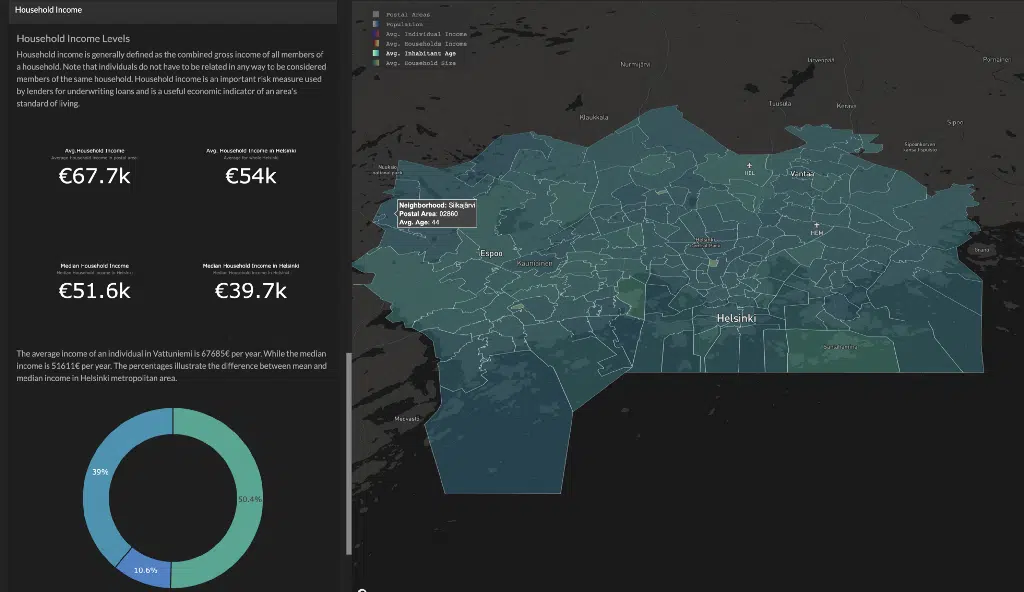 Household Income
Household Income Levels
Household income is generally defined as the combined gross income of all members of
a household. Note that individuals do not have to be related in any way to be considered
members of the same household. Household income is an important risk measure used
by lenders for underwriting loans and is a useful economic indicator of an area's
standard of living.
Avg. Household Income
Average household income in postal area
€67.7k
Avg. Household Income in Helsinki
Average for whole Helsinki
€54k
Median Household Income
Median Household Income in Helsinki
€51.6k
Median Household Income in Helsinki
Median Household Income in Helsinki
€39.7k
The average income of an individual in Vattuniemi is 67685€ per year. While the median
income is 51611€ per year. The percentages illustrate the difference between mean and
median income in Helsinki metropolitan area.
39%
50.4%
10.6%
Postal Areas
Population
Avg. Individual Income
Avg. Households Income
Avg. Inhabitans Age
Avg. Household Size
Nurmijärvi
Järvenpää
Pornainen
Tuusula
Kerava
Klaukkala
Sipoo
HEL
Vantaa
Neighborhood: Siikajärvi
Postal Area: 02860
Avg. Age: 44
HEM
Espoo
Kauniainen
Helsinki
Masala